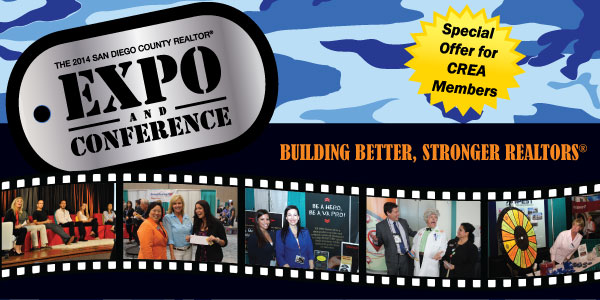 THE 2014 SAN DIEGO COUNTY REALTOR®
EXPO
AND
CONFERENCE
Special
Offer for
CREA
Members
BUILDING BETTER, STRONGER REALTORS®
BE A HERO,
BE A VA PRO!